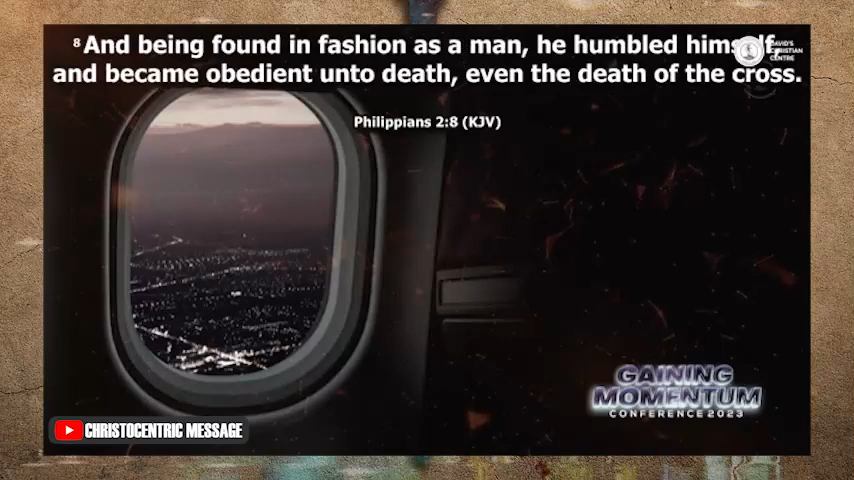 8 And being found in fashion as a man, he humbled himself,
and became obedient unto death, even the death of the cross.
DAVID'S
CHRISTIAN
CENTRE
Philippians 2:8 (KJV)
GAINING
MOMENTUM
CONFERENCE 2023
CHRISTOCENTRIC MESSAGE